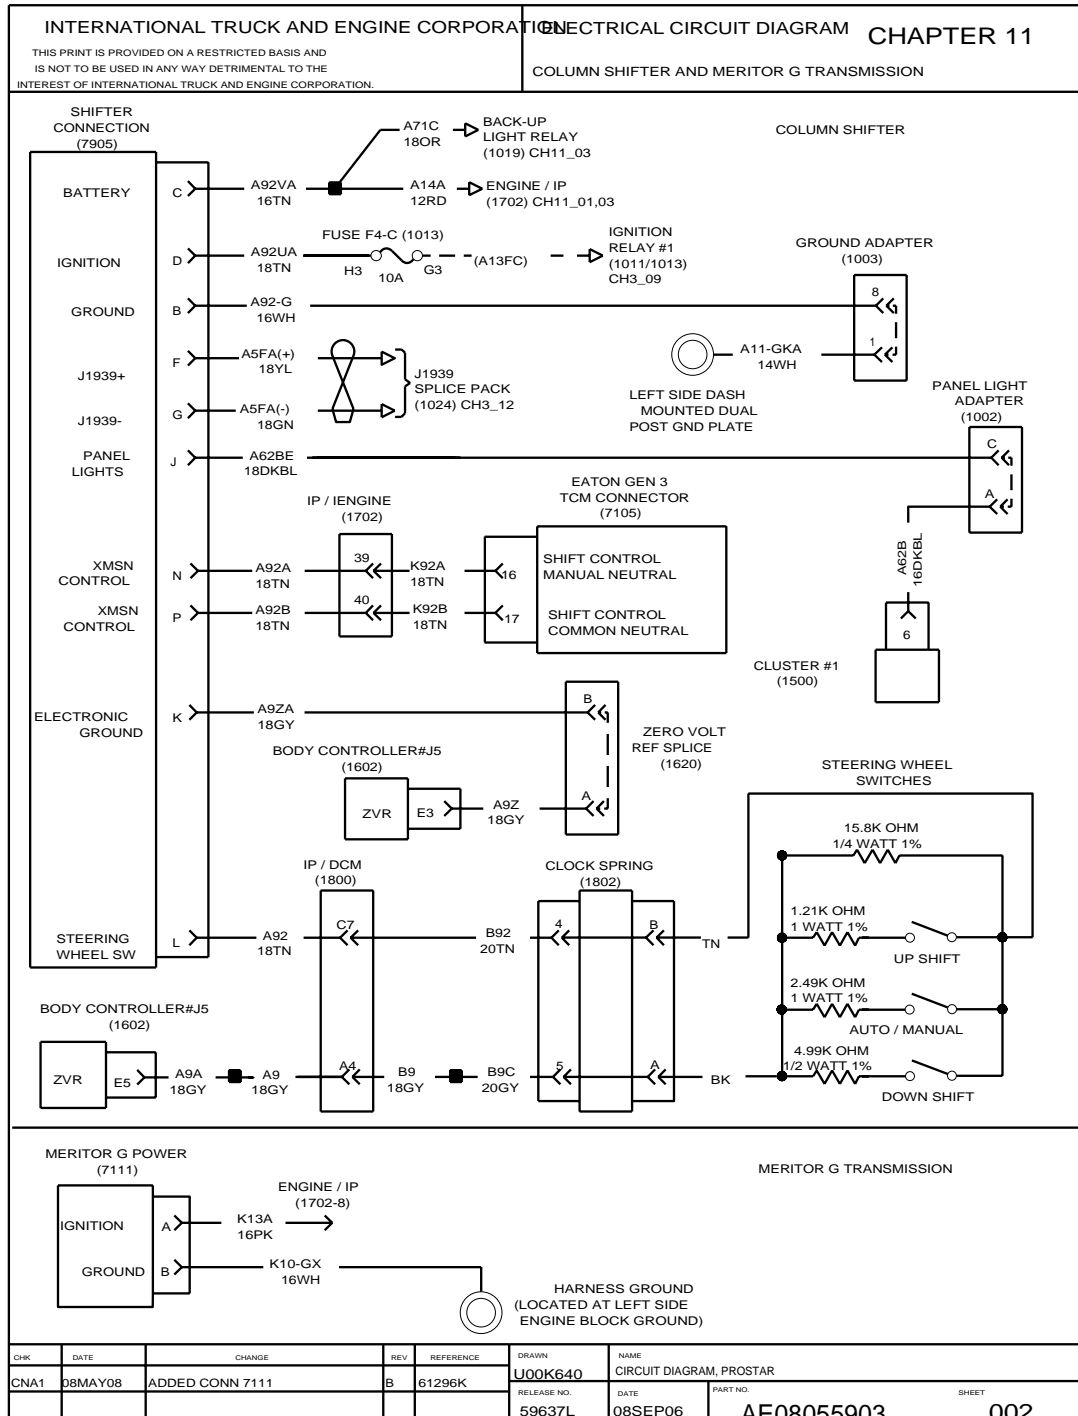 INTERNATIONAL TRUCK AND ENGINE CORPORATION
ELECTRICAL CIRCUIT DIAGRAM
CHAPTER 11
THIS PRINT IS PROVIDED ON A RESTRICTED BASIS AND
IS NOT TO BE USED IN ANY WAY DETRIMENTAL TO THE
INTEREST OF INTERNATIONAL TRUCK AND ENGINE CORPORATION.
COLUMN SHIFTER AND MERITOR G TRANSMISSION
SHIFTER
CONNECTION
(7905)
A71C
18OR
BACK-UP
LIGHT RELAY
(1019) CH11_03
COLUMN SHIFTER
BATTERY
C
A92VA
16TN
A14A
12RD
ENGINE / IP
(1702) CH11_01,03
IGNITION
D
A92UA
18TN
FUSE F4-C (1013)
H3
10A
G3
(A13FC)
IGNITION
RELAY #1
(1011/1013)
CH3_09
GROUND ADAPTER
(1003)
8
1
GROUND
B
A92-G
16WH
A11-GKA
14WH
LEFT SIDE DASH
MOUNTED DUAL
POST GND PLATE
J1939+
F
A5FA(+)
18YL
J1939-
G
A5FA(-)
18GN
J1939
SPLICE PACK
(1024) CH3_12
PANEL LIGHT
ADAPTER
(1002)
C
A
PANEL
LIGHTS
J
A62BE
18DKBL
A62B
16DKBL
6
CLUSTER #1
(1500)
IP / IENGINE
(1702)
EATON GEN 3
TCM CONNECTOR
(7105)
XMSN
CONTROL
N
A92A
18TN
39
K92A
18TN
16
SHIFT CONTROL
MANUAL NEUTRAL
XMSN
CONTROL
P
A92B
18TN
40
K92B
18TN
17
SHIFT CONTROL
COMMON NEUTRAL
ELECTRONIC
GROUND
K
A9ZA
18GY
B
A
ZERO VOLT
REF SPLICE
(1620)
BODY CONTROLLER#J5
(1602)
ZVR
E3
A9Z
18GY
STEERING WHEEL
SWITCHES
15.8K OHM
1/4 WATT 1%
IP / DCM
(1800)
CLOCK SPRING
(1802)
STEERING
WHEEL SW
L
A92
18TN
C7
B92
20TN
4
B
TN
1.21K OHM
1 WATT 1%
UP SHIFT
2.49K OHM
1 WATT 1%
AUTO / MANUAL
4.99K OHM
1/2 WATT 1%
DOWN SHIFT
BODY CONTROLLER#J5
(1602)
ZVR
E5
A9A
18GY
A9
18GY
A4
B9
18GY
B9C
20GY
5
A
BK
MERITOR G POWER
(7111)
MERITOR G TRANSMISSION
IGNITION
A
K13A
16PK
ENGINE / IP
(1702-8)
GROUND
B
K10-GX
16WH
HARNESS GROUND
(LOCATED AT LEFT SIDE
ENGINE BLOCK GROUND)
CHK DATE CHANGE REV REFERENCE
CNA1 08MAY08 ADDED CONN 7111 B 61296K
DRAWN
U00K640
NAME
CIRCUIT DIAGRAM, PROSTAR
RELEASE NO.
59637L
DATE
08SEP06
PART NO.
AE08055903
SHEET
002